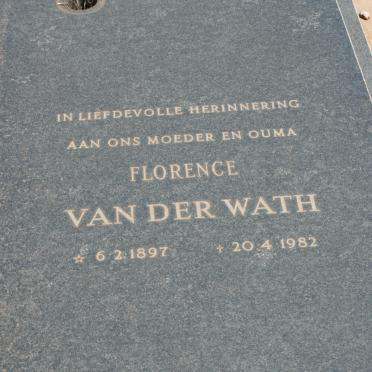 IN LIEFDEVOLLE HERINNERING
AAN ONS MOEDER EN OUMA
FLORENCE
VAN DER WATH
☆ 6·2·1897 † 20·4·1982